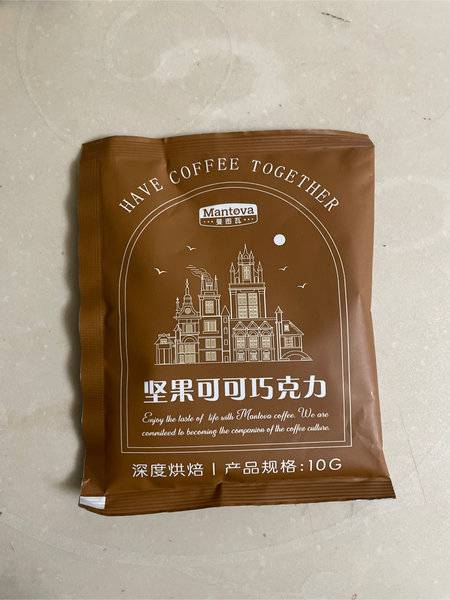 HAVE COFFEE TOGETHER
Mantova
曼图瓦
坚果可可巧克力
Enjoy the taste of life with Mantova coffee. We are
commiteed to becoming the companion of the coffee culture.
深度烘焙 | 产品规格:10G